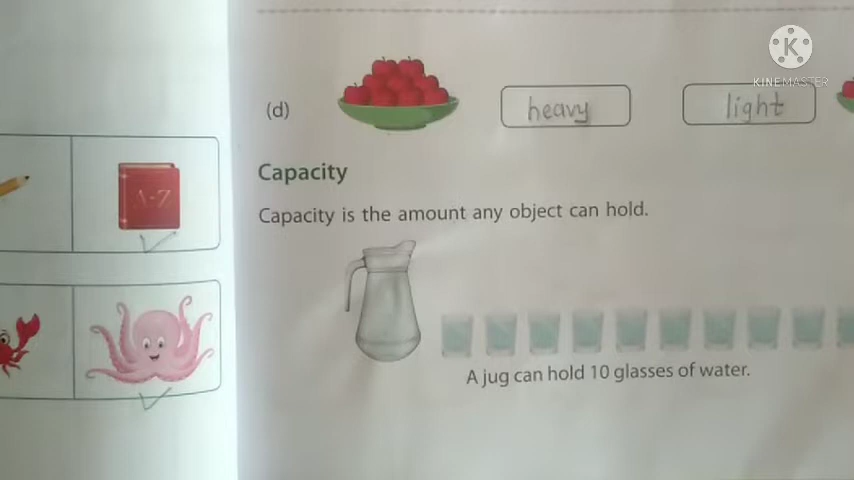 KINEMASTER
(d)
heavy
light
A-Z
Capacity
Capacity is the amount any object can hold.
A jug can hold 10 glasses of water.